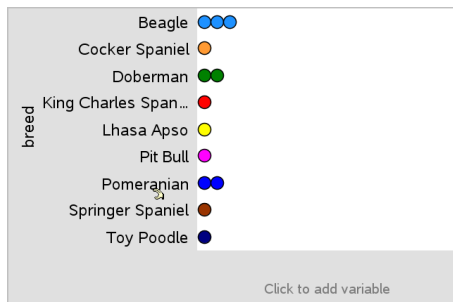 breed
Beagle
Cocker Spaniel
Doberman
King Charles Span...
Lhasa Apso
Pit Bull
Pomeranian
Springer Spaniel
Toy Poodle
Click to add variable